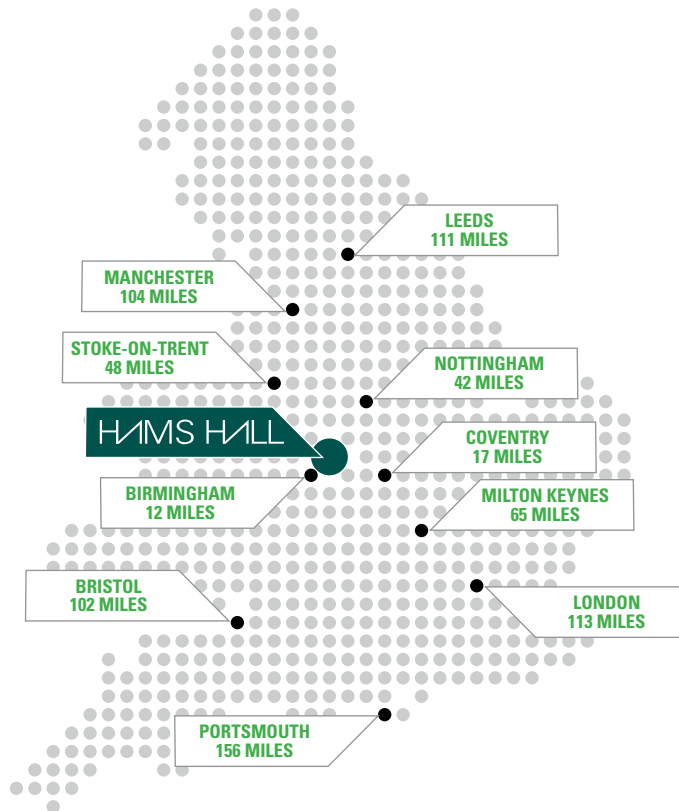 LEEDS
111 MILES
MANCHESTER
104 MILES
STOKE-ON-TRENT
48 MILES
NOTTINGHAM
42 MILES
HAMS HALL
COVENTRY
17 MILES
BIRMINGHAM
12 MILES
MILTON KEYNES
65 MILES
BRISTOL
102 MILES
LONDON
113 MILES
PORTSMOUTH
156 MILES